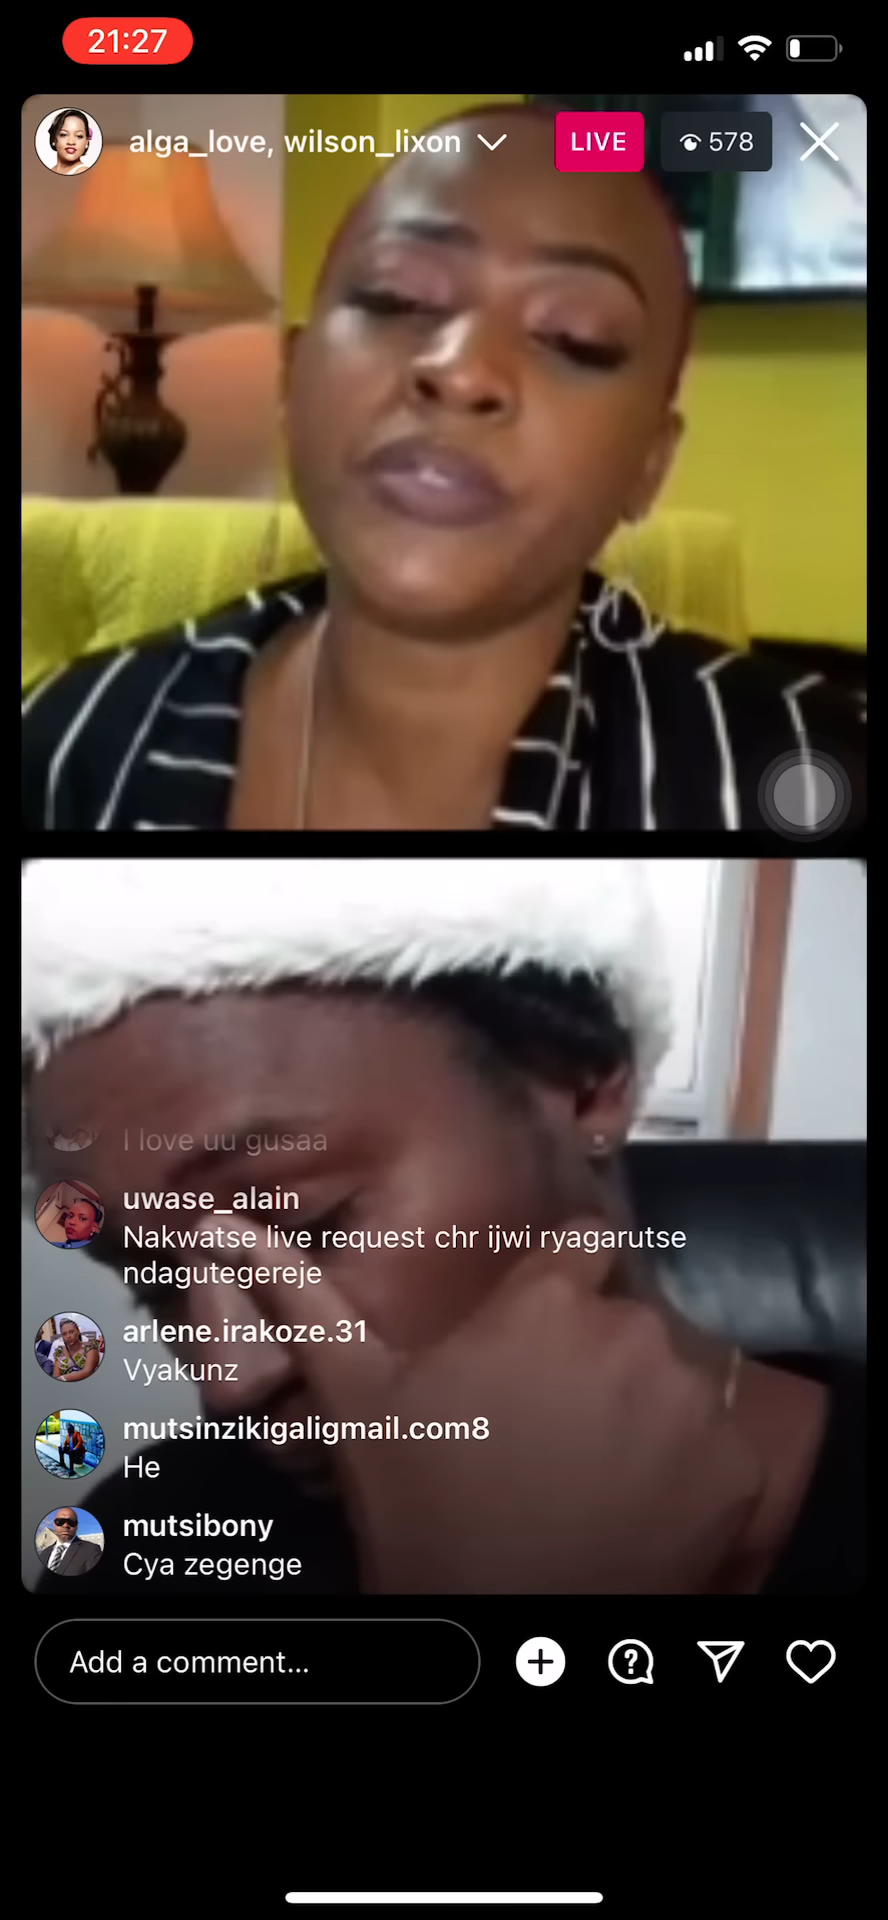 21:27
alga_love, wilson_lixon
LIVE
578
I love uu gusaa
uwase_alain
Nakwatse live request chr ijwi ryagarutse
ndagutegereje
arlene.irakoze.31
Vyakunz
mutsinzikigaligmail.com8
He
mutsibony
Cya zegenge
Add a comment...